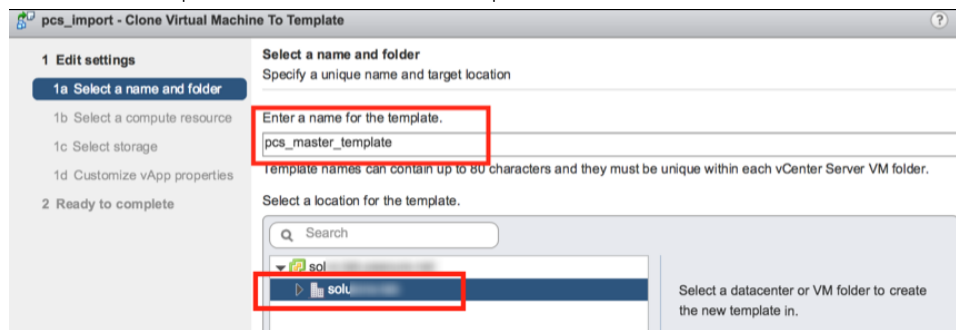 pcs_import - Clone Virtual Machine To Template
?
1 Edit settings
1a Select a name and folder
1b Select a compute resource
1c Select storage
1d Customize vApp properties
2 Ready to complete
Select a name and folder
Specify a unique name and target location
Enter a name for the template.
pcs_master_template
Template names can contain up to 80 characters and they must be unique within each vCenter Server VM folder.
Select a location for the template.
Search
Select a datacenter or VM folder to create
the new template in.